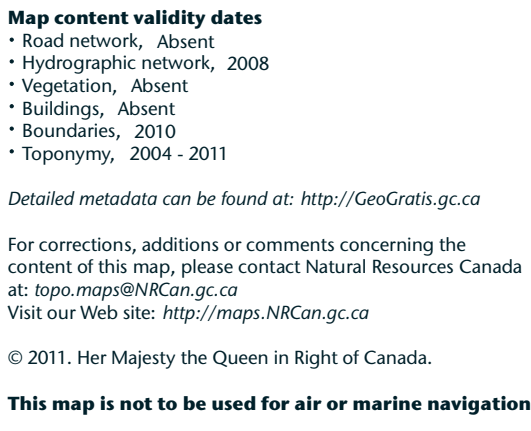 Map content validity dates
• Road network, Absent
• Hydrographic network, 2008
• Vegetation, Absent
• Buildings, Absent
• Boundaries, 2010
• Toponymy, 2004 - 2011
Detailed metadata can be found at: http://GeoGratis.gc.ca
For corrections, additions or comments concerning the
content of this map, please contact Natural Resources Canada
at: topo.maps@NRCan.gc.ca
Visit our Web site: http://maps.NRCan.gc.ca
© 2011. Her Majesty the Queen in Right of Canada.
This map is not to be used for air or marine navigation